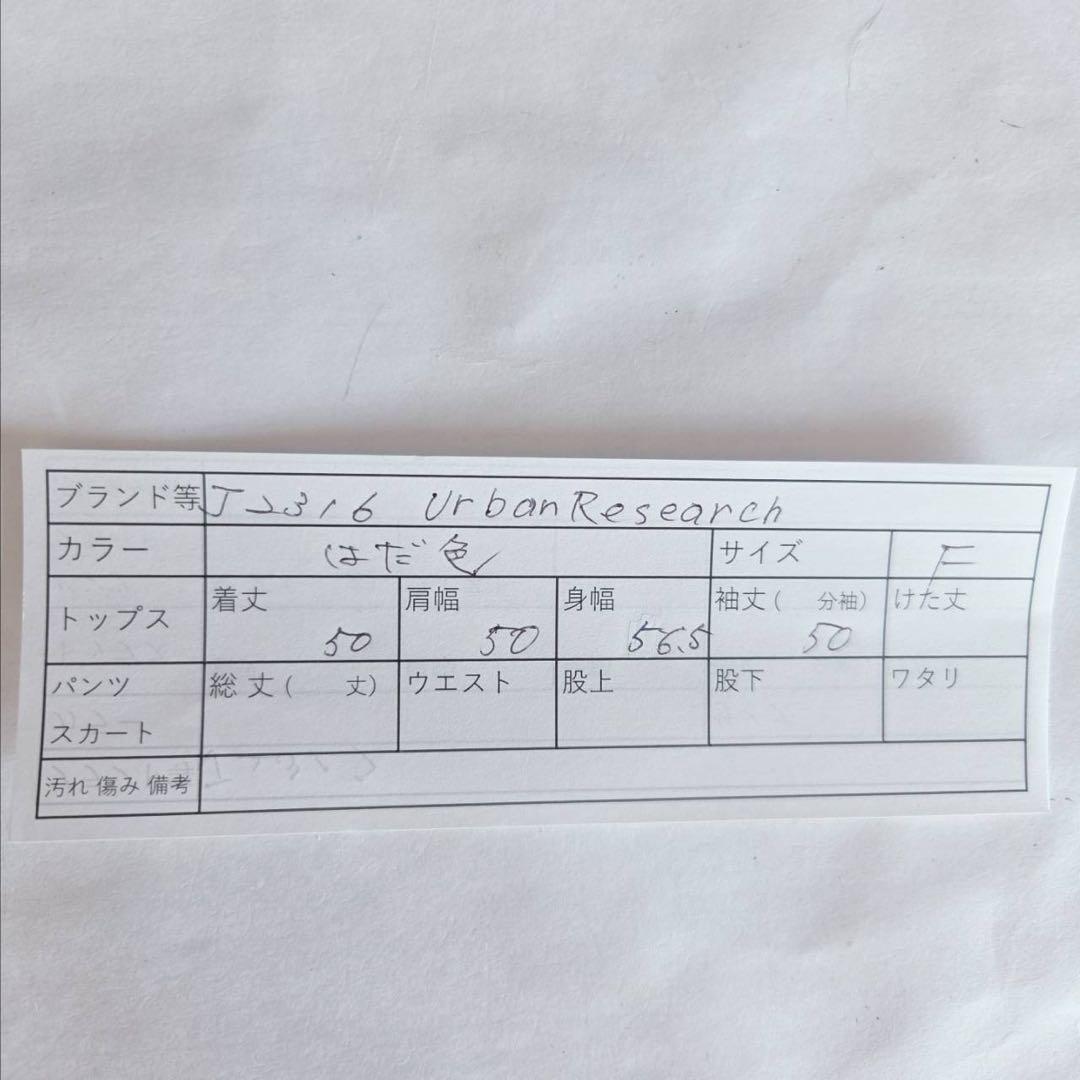 ブランド等 J2316 UrbanResearch
カラー はだ色 サイズ F
トップス 着丈 50 肩幅 50 身幅 56.5 袖丈( 分袖) 50 けた丈
パンツ 総丈( 丈) ウエスト 股上 股下 ワタリ
スカート
汚れ 傷み 備考